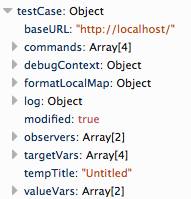 testCase: Object
baseURL: "http://localhost/"
commands: Array[4]
debugContext: Object
formatLocalMap: Object
log: Object
modified: true
observers: Array[2]
targetVars: Array[4]
tempTitle: "Untitled"
valueVars: Array[2]